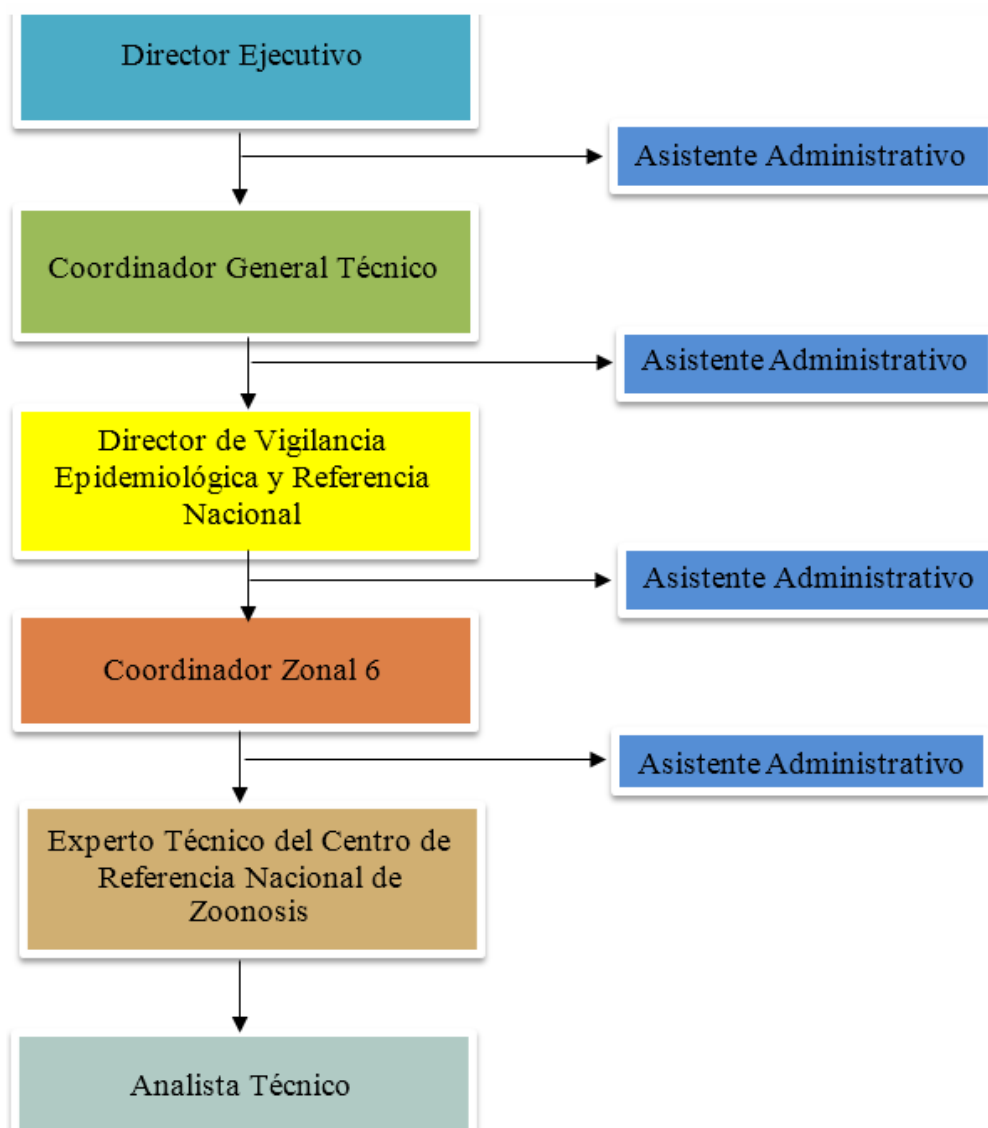 Director Ejecutivo
Asistente Administrativo
Coordinador General Técnico
Asistente Administrativo
Director de Vigilancia
Epidemiológica y Referencia
Nacional
Asistente Administrativo
Coordinador Zonal 6
Asistente Administrativo
Experto Técnico del Centro de
Referencia Nacional de
Zoonosis
Analista Técnico